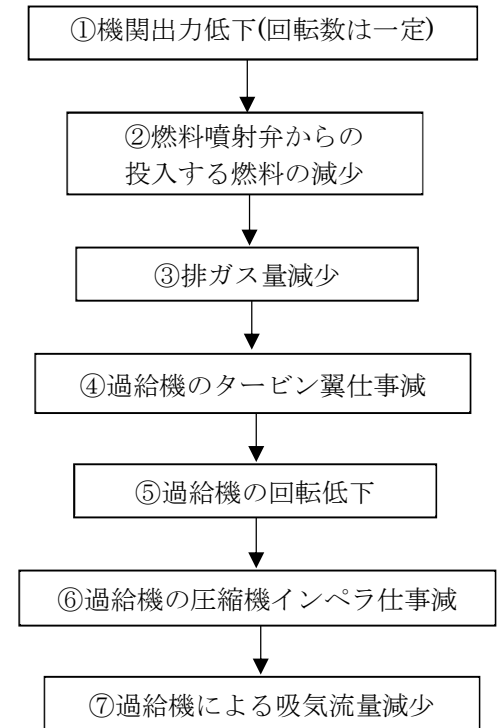 ①機関出力低下(回転数は一定)
②燃料噴射弁からの
投入する燃料の減少
③排ガス量減少
④過給機のタービン翼仕事減
⑤過給機の回転低下
⑥過給機の圧縮機インペラ仕事減
⑦過給機による吸気流量減少